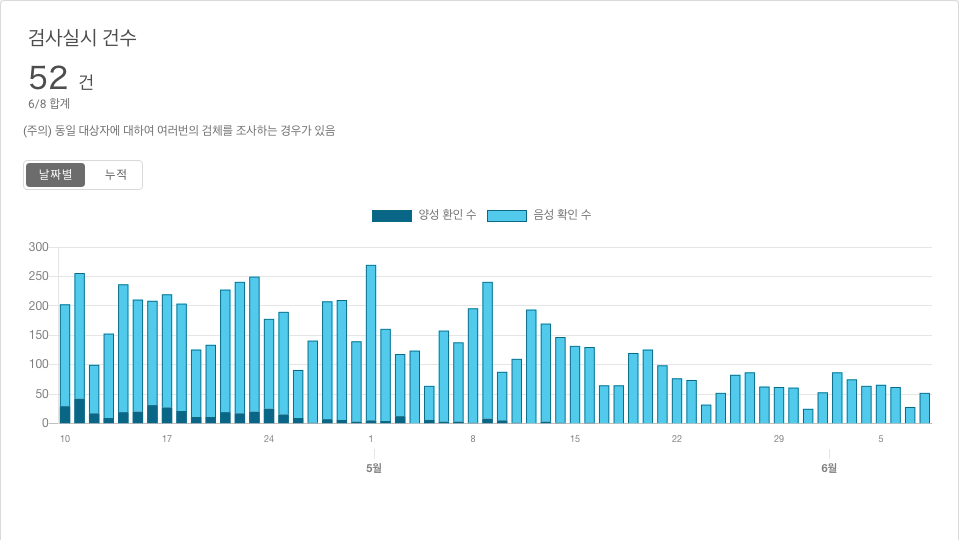 검사실시 건수
52 건
6/8 합계
(주의) 동일 대상자에 대하여 여러번의 검체를 조사하는 경우가 있음
날짜별 누적
양성 환인 수 음성 확인 수
300
250
200
150
100
50
0
10 17 24 1 8 15 22 29 5
5월 6월